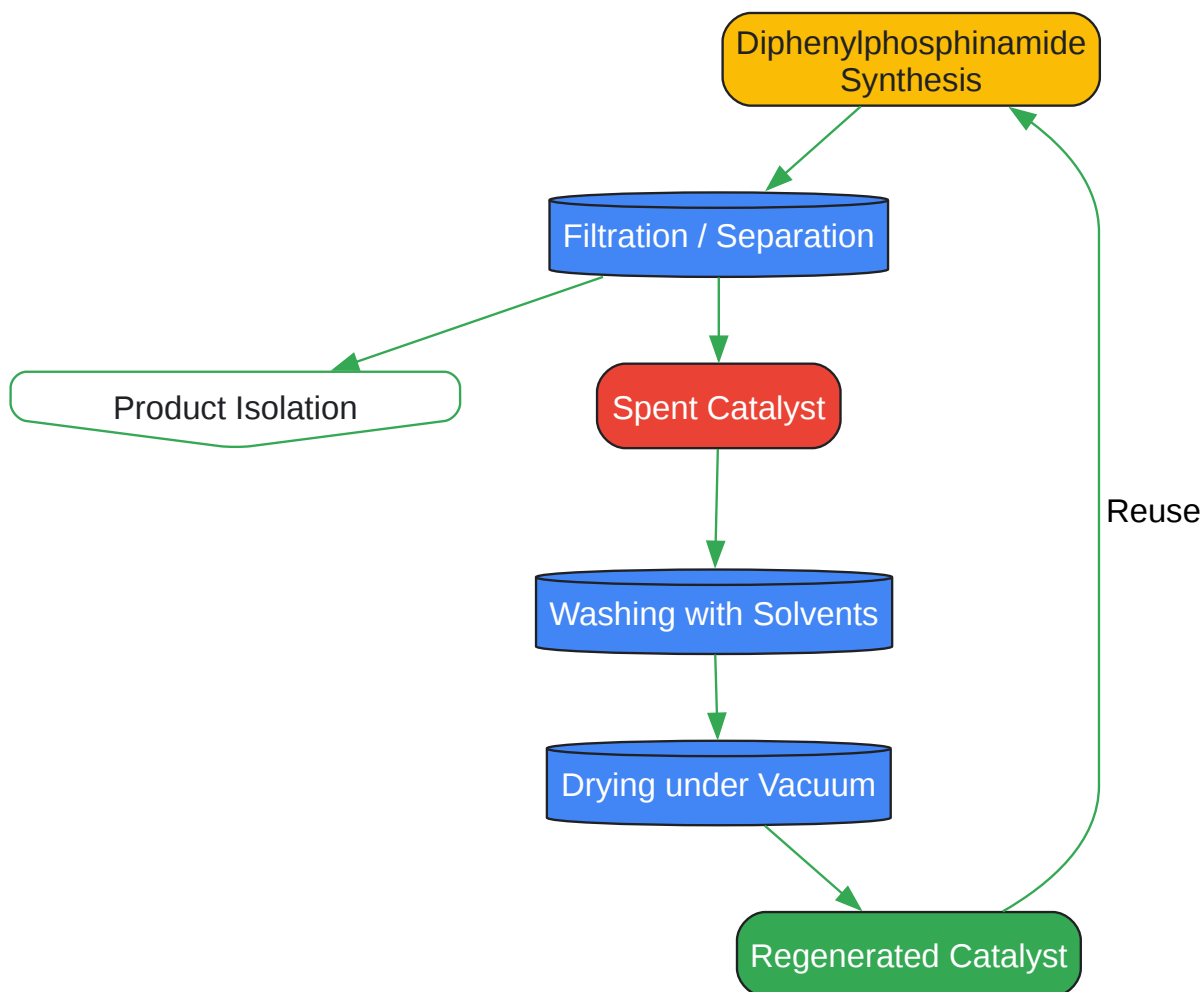 Diphenylphosphinamide
Synthesis
Filtration / Separation
Product Isolation
Spent Catalyst
Reuse
Washing with Solvents
Drying under Vacuum
Regenerated Catalyst